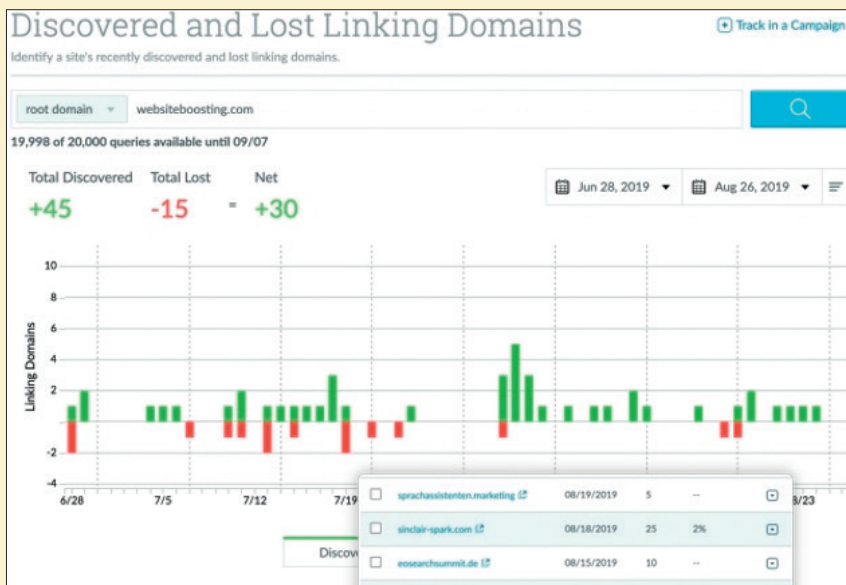 Discovered and Lost Linking Domains
Track in a Campaign
Identify a site's recently discovered and lost linking domains.
root domain websiteboosting.com
19,998 of 20,000 queries available until 09/07
Total Discovered Total Lost Net
+45 -15 = +30
Jun 28, 2019 Aug 26, 2019
10
8
6
4
2
-2
-4
Linking Domains
6/28 7/5 7/12 7/19 8/23
sprachassistenten.marketing 08/19/2019 5 --
sinclair-spark.com 08/18/2019 25 2%
eosearchsummit.de 08/15/2019 10 --